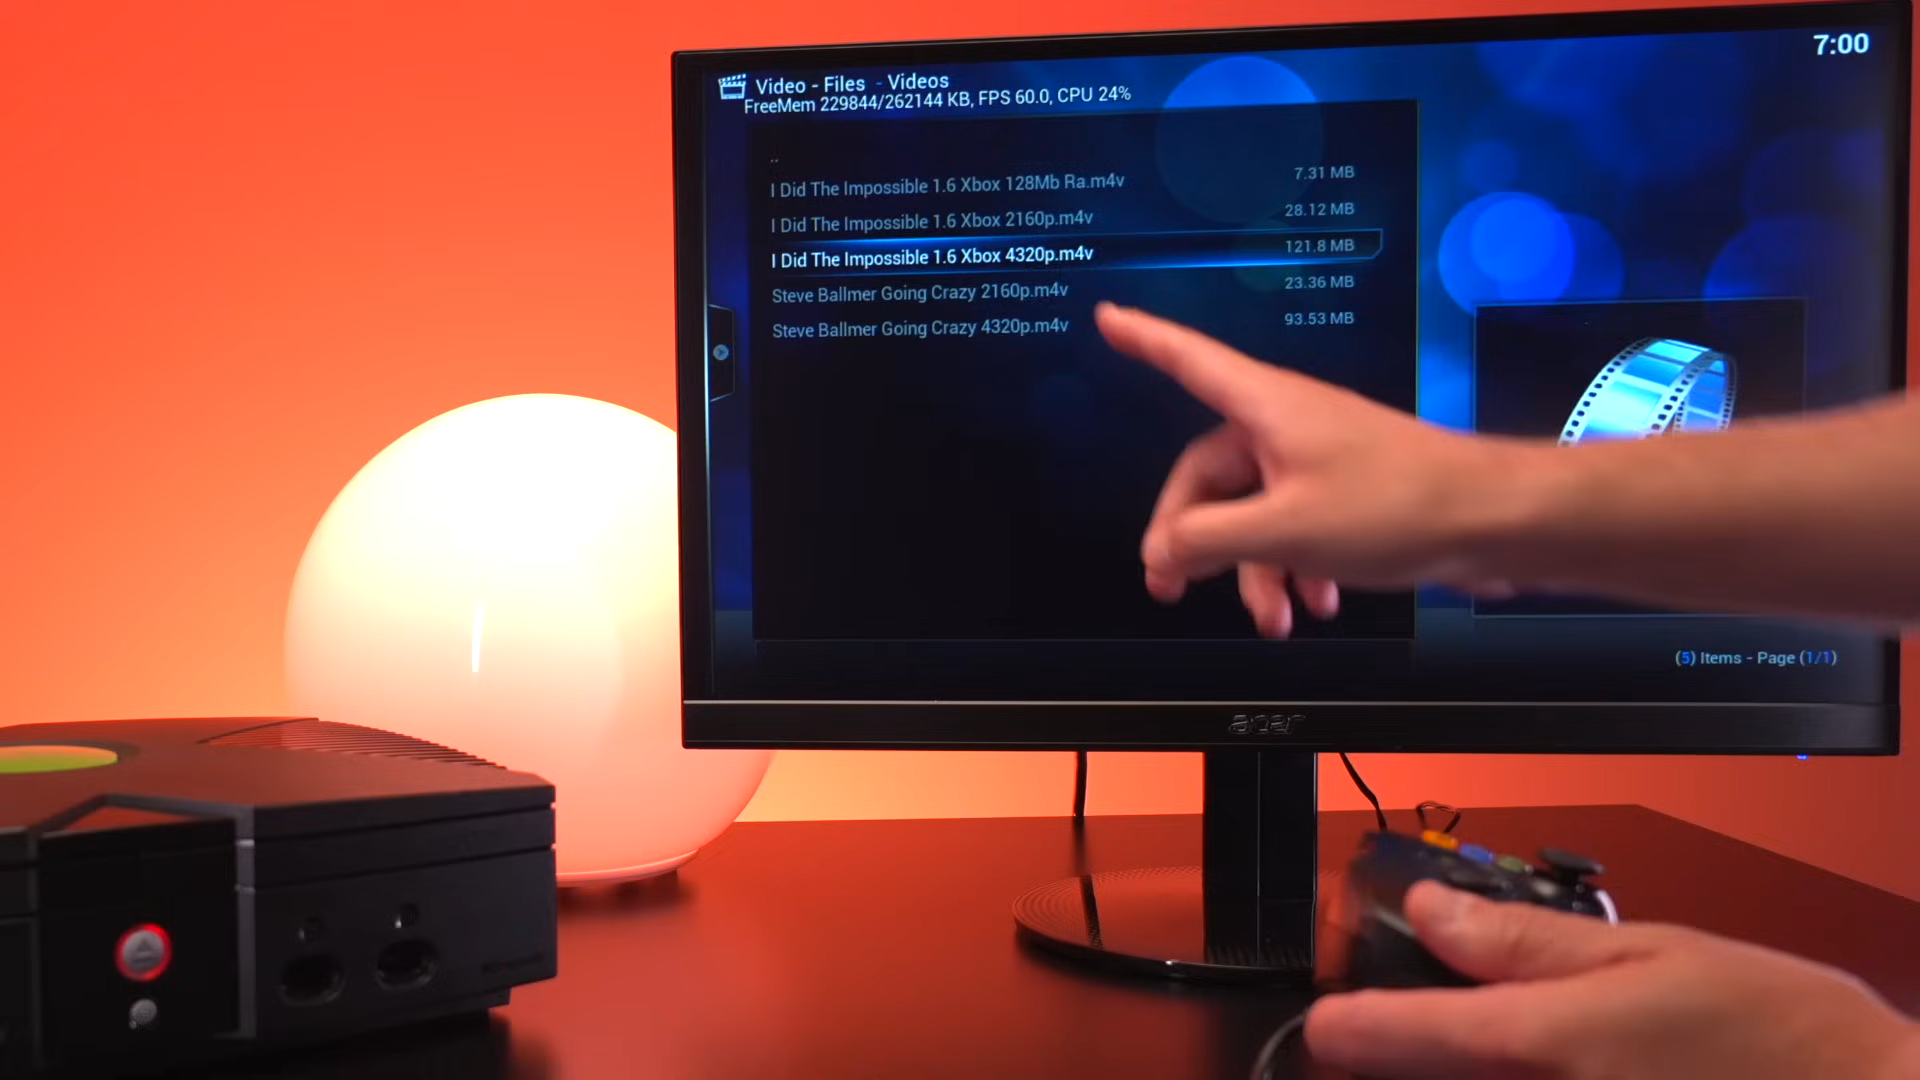 7:00
Video - Files - Videos
FreeMem 229844/262144 KB, FPS 60.0, CPU 24%
..
I Did The Impossible 1.6 Xbox 128Mb Ra.m4v 7.31 MB
I Did The Impossible 1.6 Xbox 2160p.m4v 28.12 MB
I Did The Impossible 1.6 Xbox 4320p.m4v 121.8 MB
Steve Ballmer Going Crazy 2160p.m4v 23.36 MB
Steve Ballmer Going Crazy 4320p.m4v 93.53 MB
(5) Items - Page (1/1)
acer